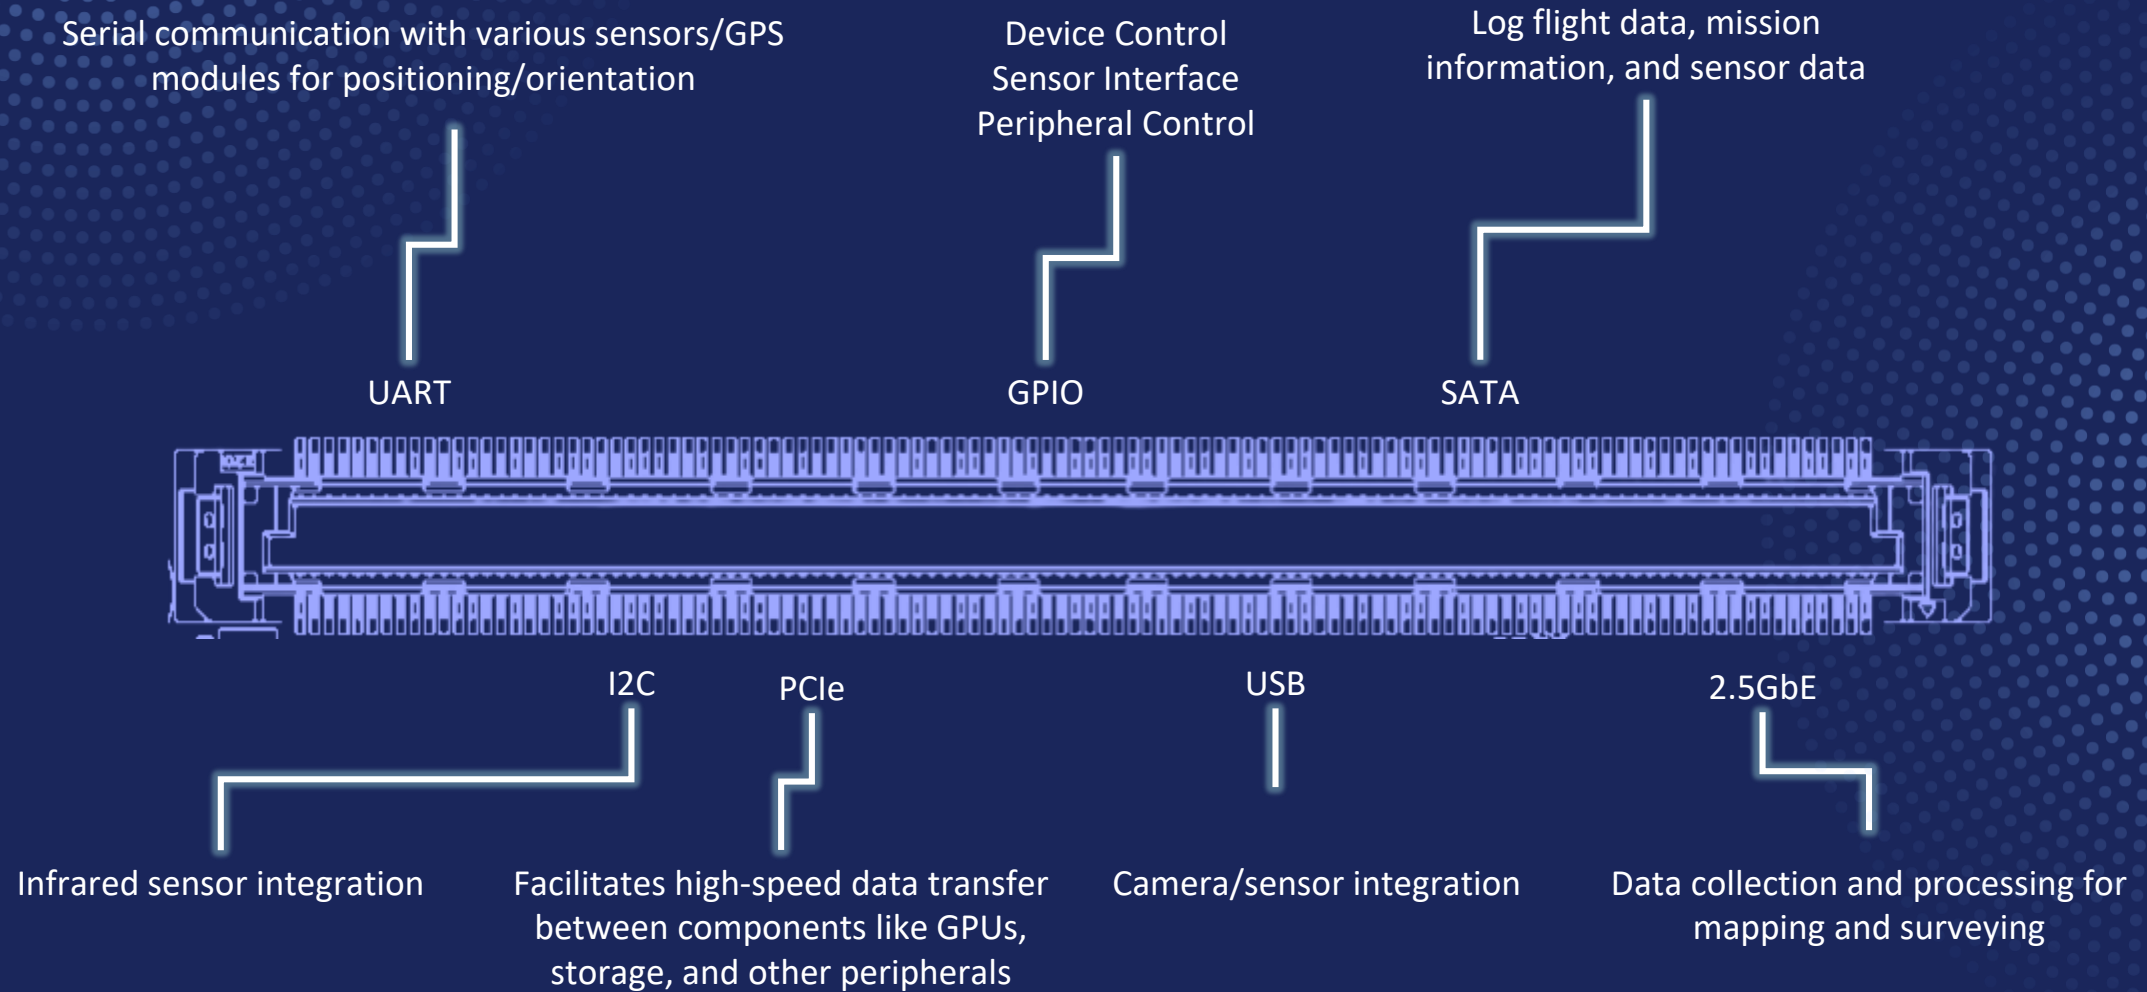 Serial communication with various sensors/GPS
modules for positioning/orientation
Device Control
Sensor Interface
Peripheral Control
Log flight data, mission
information, and sensor data
UART
GPIO
SATA
I2C
PCIe
USB
2.5GbE
Infrared sensor integration
Facilitates high-speed data transfer
between components like GPUs,
storage, and other peripherals
Camera/sensor integration
Data collection and processing for
mapping and surveying